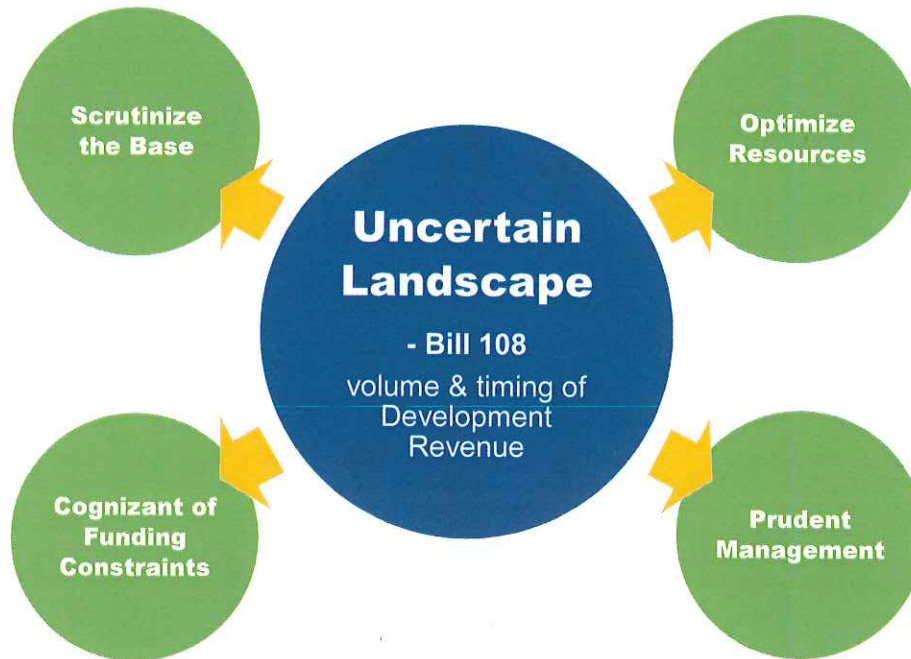 Scrutinize
the Base
Optimize
Resources
Uncertain
Landscape
- Bill 108
volume & timing of
Development
Revenue
Cognizant of
Funding
Constraints
Prudent
Management